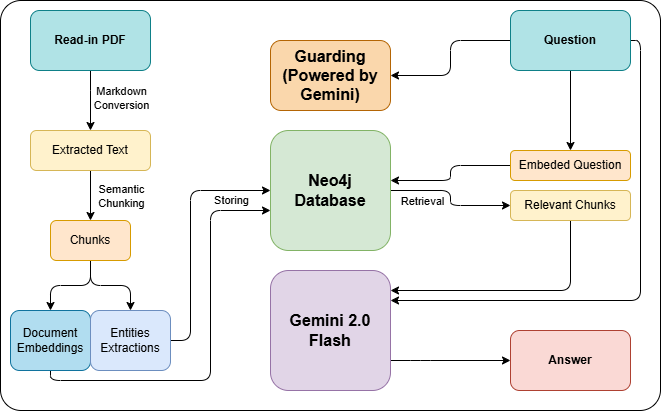 Read-in PDF
Markdown
Conversion
Extracted Text
Semantic
Chunking
Chunks
Document
Embeddings
Entities
Extractions
Storing
Guarding
(Powered by
Gemini)
Neo4j
Database
Retrieval
Gemini 2.0
Flash
Question
Embeded Question
Relevant Chunks
Answer